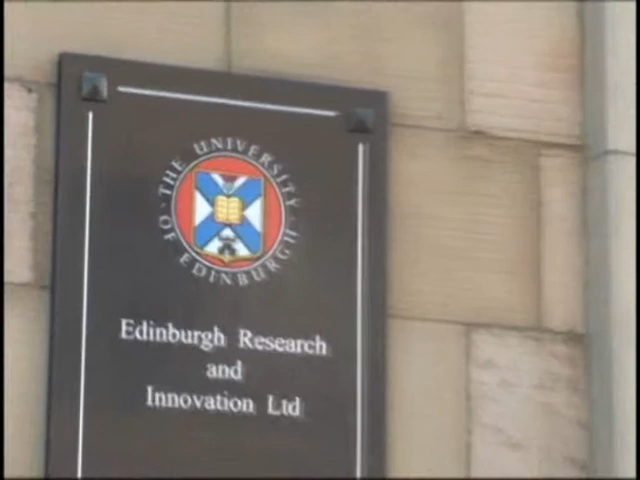 THE UNIVERSITY
OF EDINBURGH
Edinburgh Research
and
Innovation Ltd